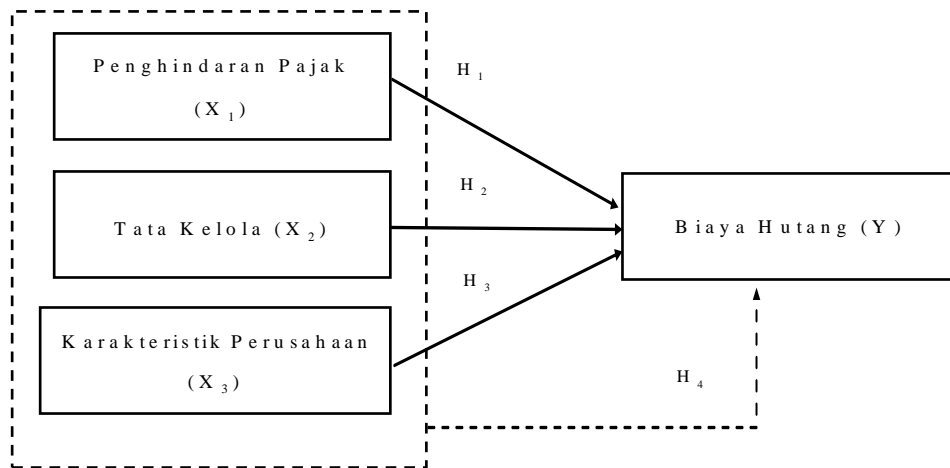 Penghindaran Pajak
(X₁)
H₁
Tata Kelola (X₂)
H₂
Biaya Hutang (Y)
H₃
Karakteristik Perusahaan
(X₃)
H₄